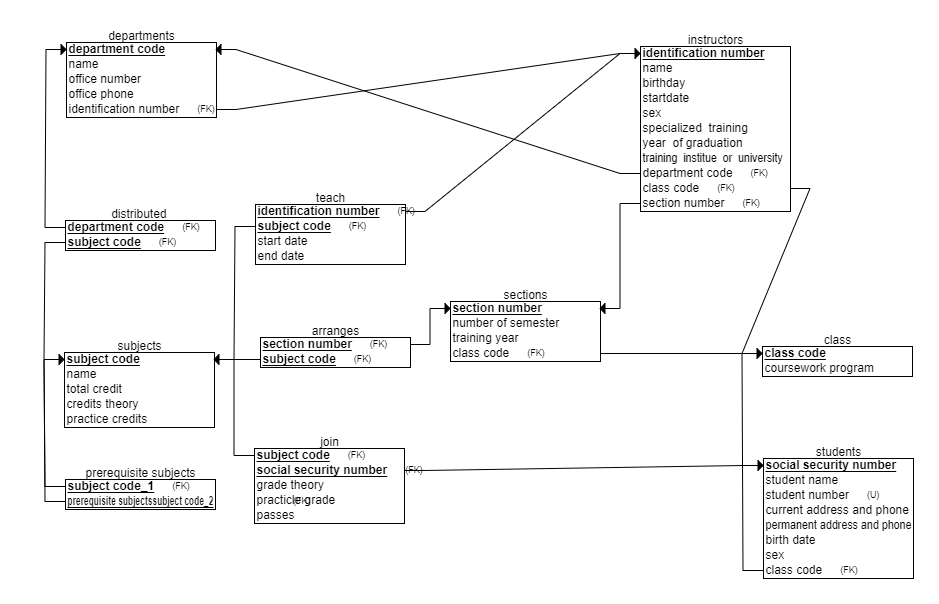 departments
department code
name
office number
office phone
identification number (FK)
instructors
identification number
name
birthday
startdate
sex
specialized training
year of graduation
training institue or university
department code (FK)
class code (FK)
section number (FK)
teach
identification number (FK)
subject code (FK)
start date
end date
distributed
department code (FK)
subject code (FK)
sections
section number
number of semester
training year
class code (FK)
arranges
section number (FK)
subject code (FK)
subjects
subject code
name
total credit
credits theory
practice credits
class
class code
coursework program
join
subject code (FK)
social security number (FK)
grade theory
practicle grade
passes
prerequisite subjects
subject code_1 (FK)
prerequisite subjectssubject code_2
students
social security number
student name
student number (U)
current address and phone
permanent address and phone
birth date
sex
class code (FK)